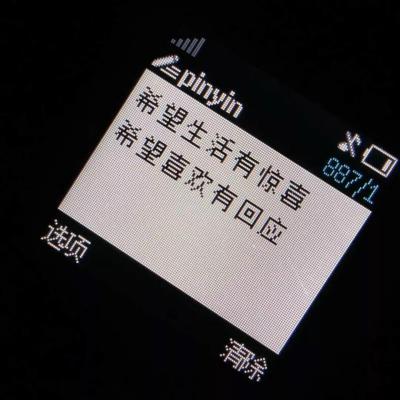 pinyin
887/1
希望生活有惊喜
希望喜欢有回应
选项
清除